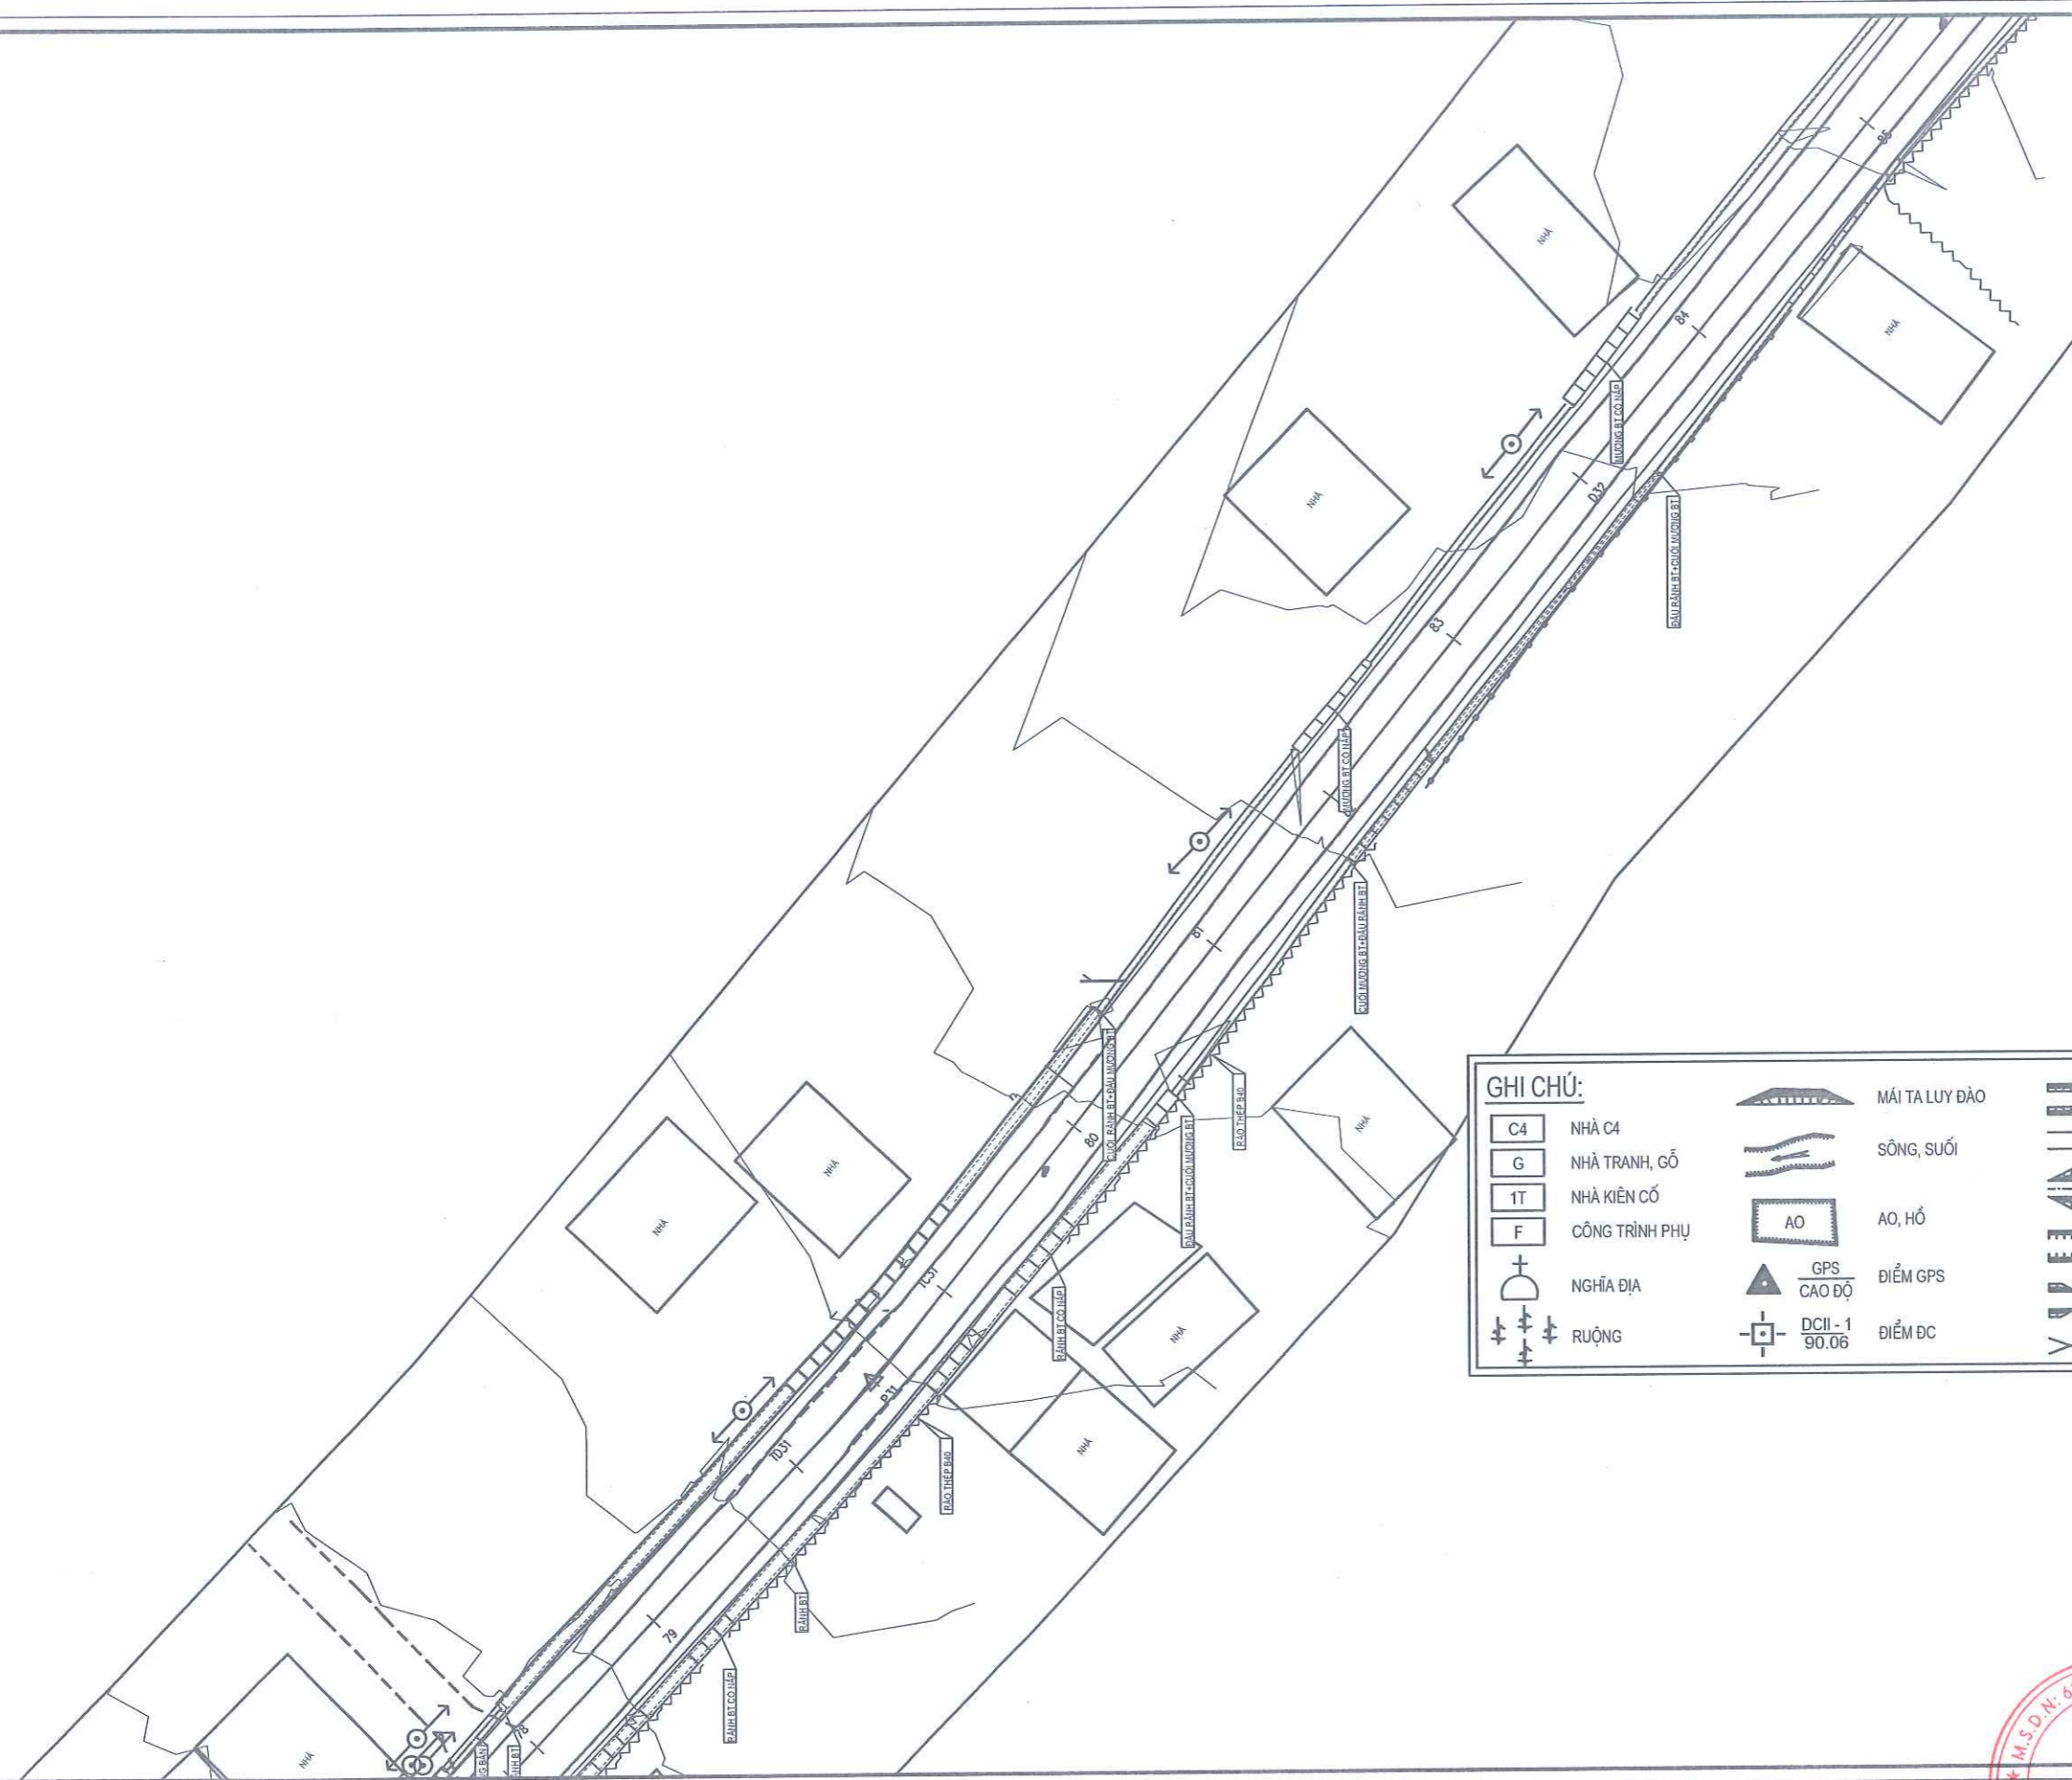 86
NHÀ
84
NHÀ
MƯƠNG BT CÓ NẮP
D32
NHÀ
ĐẦU RÃNH BT+CUỐI MƯƠNG BT
83
MƯƠNG BT CÓ NẮP
81
CUỐI MƯƠNG BT+ĐẦU RÃNH BT
CUỐI RÃNH BT+ĐẦU MƯƠNG BT
RÀO THÉP B40
80
NHÀ
ĐẦU RÃNH BT+CUỐI MƯƠNG BT
NHÀ
NHÀ
TC31
RÃNH BT CÓ NẮP
NHÀ
P31
TD31
NHÀ
RÀO THÉP B40
RÃNH BT
79
RÃNH BT CÓ NẮP
78
NHÀ
GHI CHÚ:
C4 NHÀ C4
G NHÀ TRANH, GỖ
1T NHÀ KIÊN CỐ
F CÔNG TRÌNH PHỤ
NGHĨA ĐỊA
RUỘNG
MÁI TA LUY ĐÀO
SÔNG, SUỐI
AO AO, HỒ
GPS
CAO ĐỘ
ĐIỂM GPS
DCII - 1
90.06
ĐIỂM ĐC
★ M.S.D.N: 6